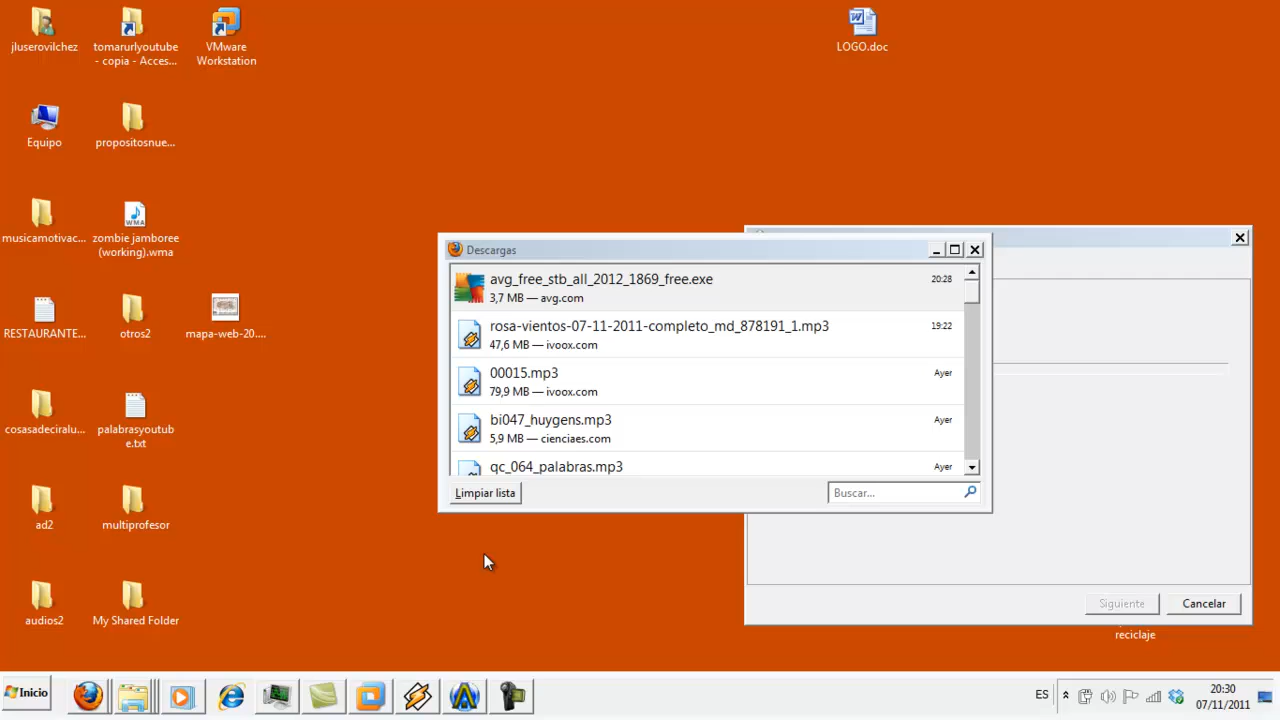 jluserovilchez
tomarurlyoutube
- copia - Acces...
VMware
Workstation
LOGO.doc
Equipo
propositosnue...
musicamotivac...
zombie jamboree
(working).wma
WMA
RESTAURANTE...
otros2
mapa-web-20....
cosasadeciralu...
palabrasyoutub
e.txt
ad2
multiprofesor
audios2
My Shared Folder
Descargas
avg_free_stb_all_2012_1869_free.exe
20:28
3,7 MB — avg.com
rosa-vientos-07-11-2011-completo_md_878191_1.mp3
19:22
47,6 MB — ivoox.com
00015.mp3
Ayer
79,9 MB — ivoox.com
bi047_huygens.mp3
Ayer
5,9 MB — cienciaes.com
qc_064_palabras.mp3
Ayer
Limpiar lista
Buscar...
Siguiente
Cancelar
reciclaje
Inicio
ES
20:30
07/11/2011